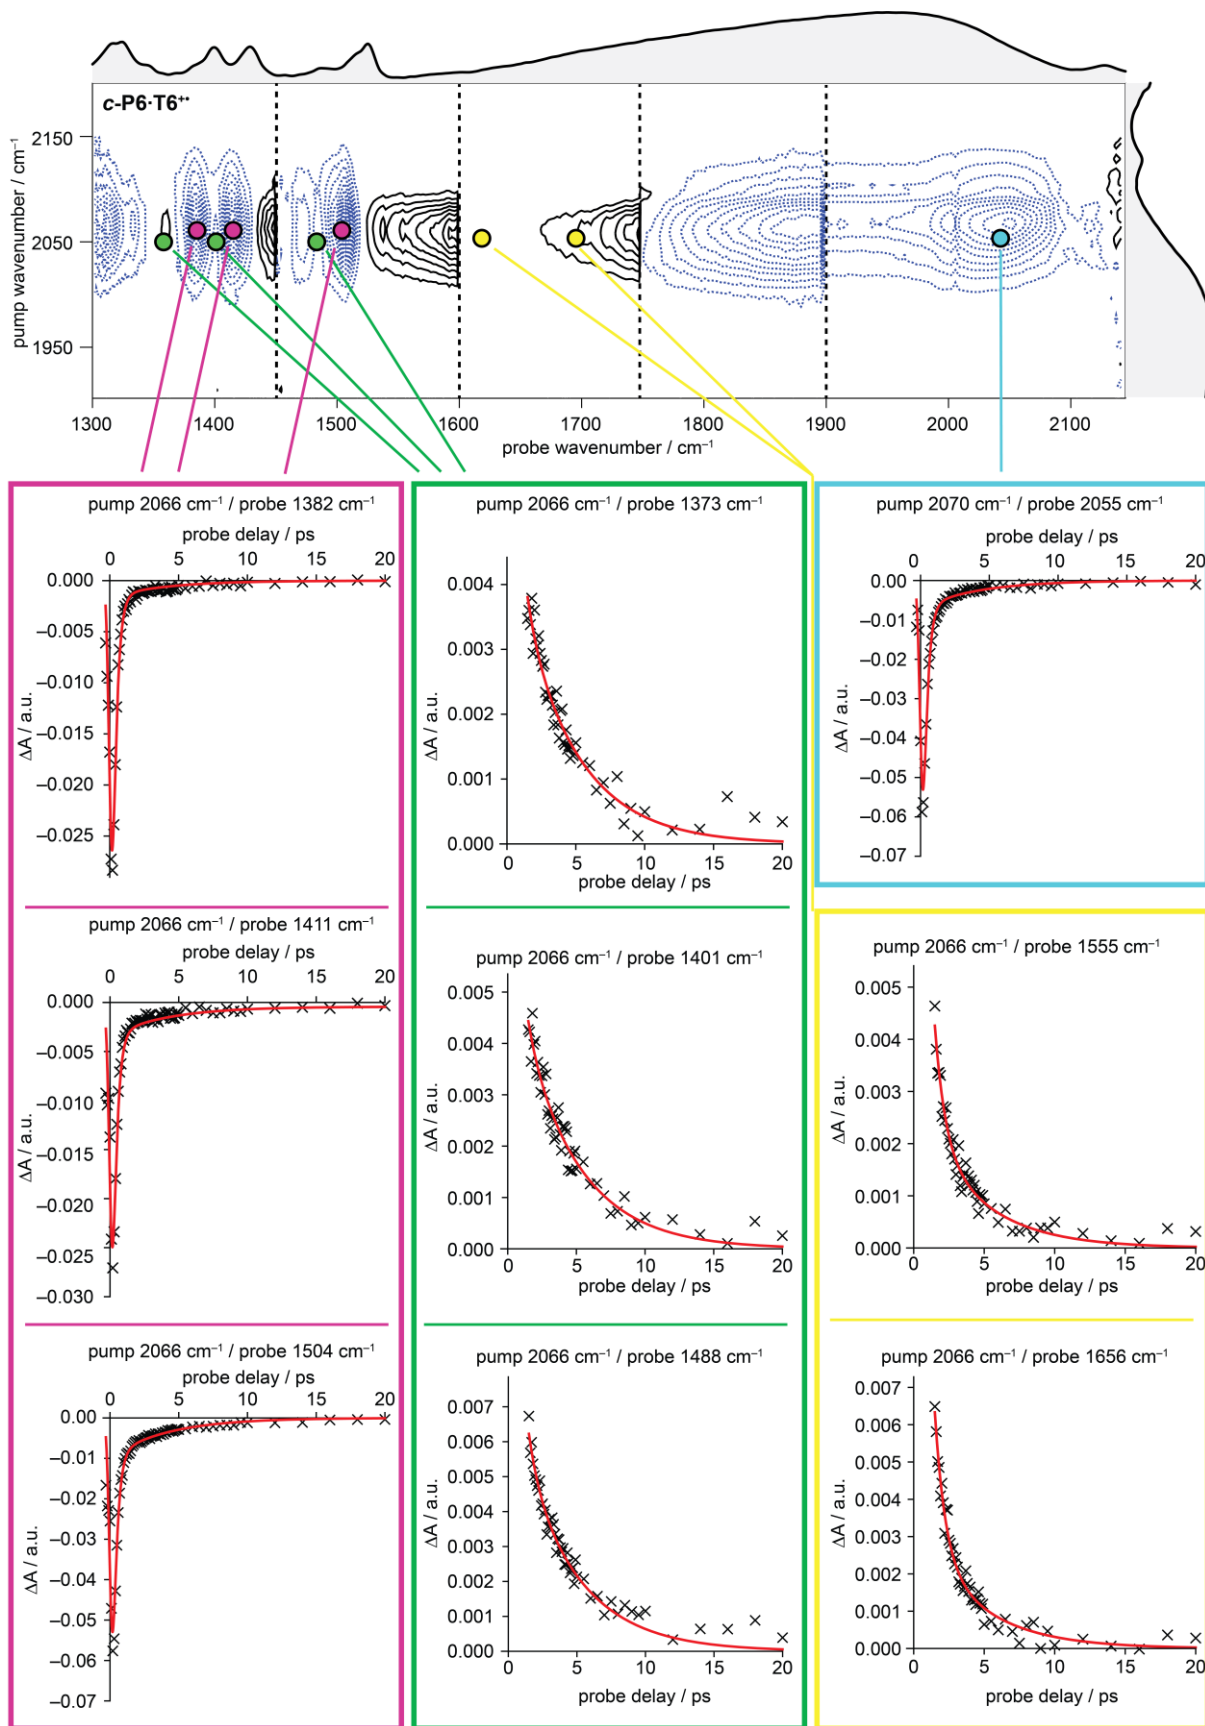 c-P6·T6⁺•
pump wavenumber / cm⁻¹
2150
2050
1950
1300 1400 1500 1600 1700 1800 1900 2000 2100
probe wavenumber / cm⁻¹
pump 2066 cm⁻¹ / probe 1382 cm⁻¹
probe delay / ps
0 5 10 15 20
0.000
–0.005
–0.010
–0.015
–0.020
–0.025
ΔA / a.u.
pump 2066 cm⁻¹ / probe 1411 cm⁻¹
probe delay / ps
0 5 10 15 20
0.000
–0.005
–0.010
–0.015
–0.020
–0.025
–0.030
ΔA / a.u.
pump 2066 cm⁻¹ / probe 1504 cm⁻¹
probe delay / ps
0 5 10 15 20
0.00
–0.01
–0.02
–0.03
–0.04
–0.05
–0.06
–0.07
ΔA / a.u.
pump 2066 cm⁻¹ / probe 1373 cm⁻¹
0.004
0.003
0.002
0.001
0.000
ΔA / a.u.
0 5 10 15 20
probe delay / ps
pump 2066 cm⁻¹ / probe 1401 cm⁻¹
0.005
0.004
0.003
0.002
0.001
0.000
ΔA / a.u.
0 5 10 15 20
probe delay / ps
pump 2066 cm⁻¹ / probe 1488 cm⁻¹
0.007
0.006
0.005
0.004
0.003
0.002
0.001
0.000
ΔA / a.u.
0 5 10 15 20
probe delay / ps
pump 2070 cm⁻¹ / probe 2055 cm⁻¹
probe delay / ps
0 5 10 15 20
0.00
–0.01
–0.02
–0.03
–0.04
–0.05
–0.06
–0.07
ΔA / a.u.
pump 2066 cm⁻¹ / probe 1555 cm⁻¹
0.005
0.004
0.003
0.002
0.001
0.000
ΔA / a.u.
0 5 10 15 20
probe delay / ps
pump 2066 cm⁻¹ / probe 1656 cm⁻¹
0.007
0.006
0.005
0.004
0.003
0.002
0.001
0.000
ΔA / a.u.
0 5 10 15 20
probe delay / ps